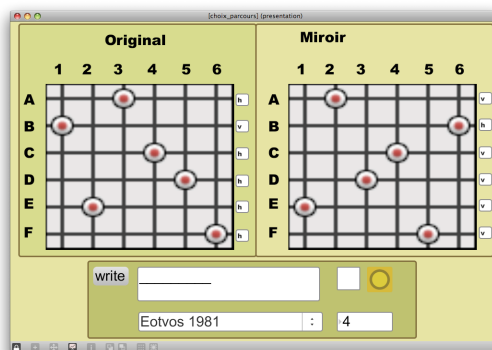 [choix_parcours] (presentation)
Original
Miroir
1 2 3 4 5 6
1 2 3 4 5 6
A h
B v
C h
D h
E h
F h
A v
B h
C v
D v
E v
F v
write
Eotvos 1981 :
4